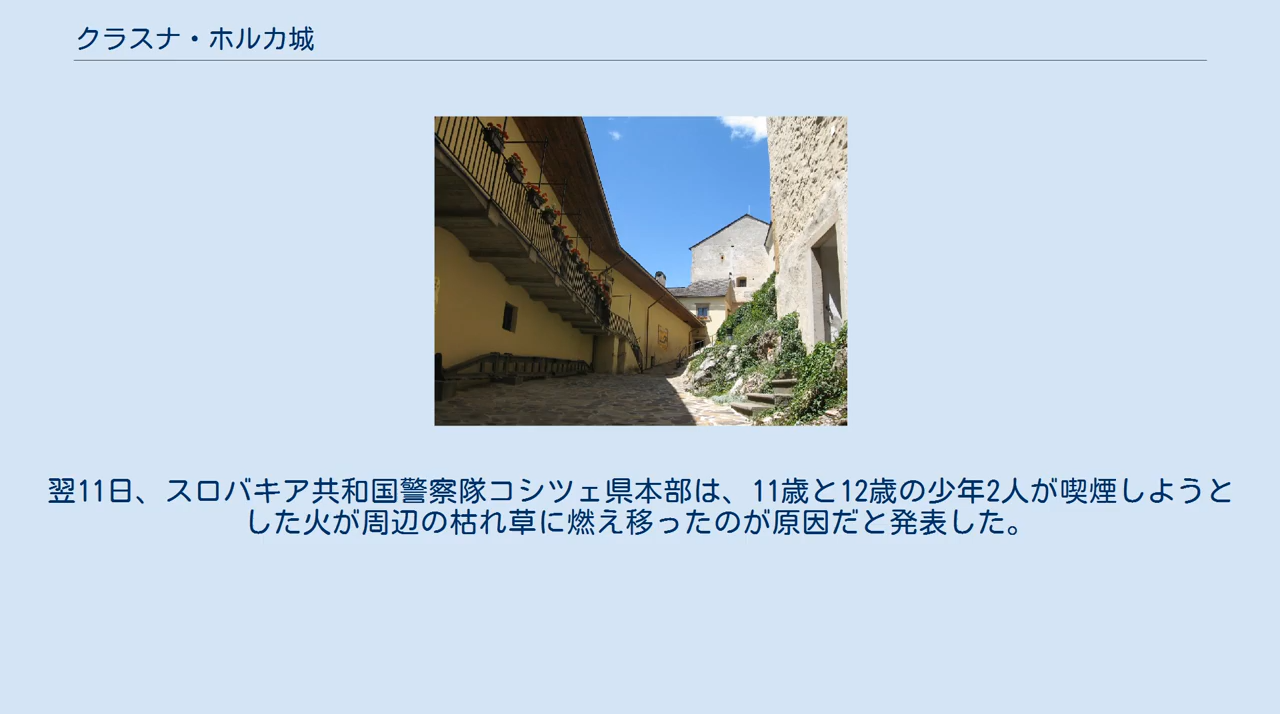 クラスナ・ホルカ城
翌11日、スロバキア共和国警察隊コシツェ県本部は、11歳と12歳の少年2人が喫煙しようと
した火が周辺の枯れ草に燃え移ったのが原因だと発表した。